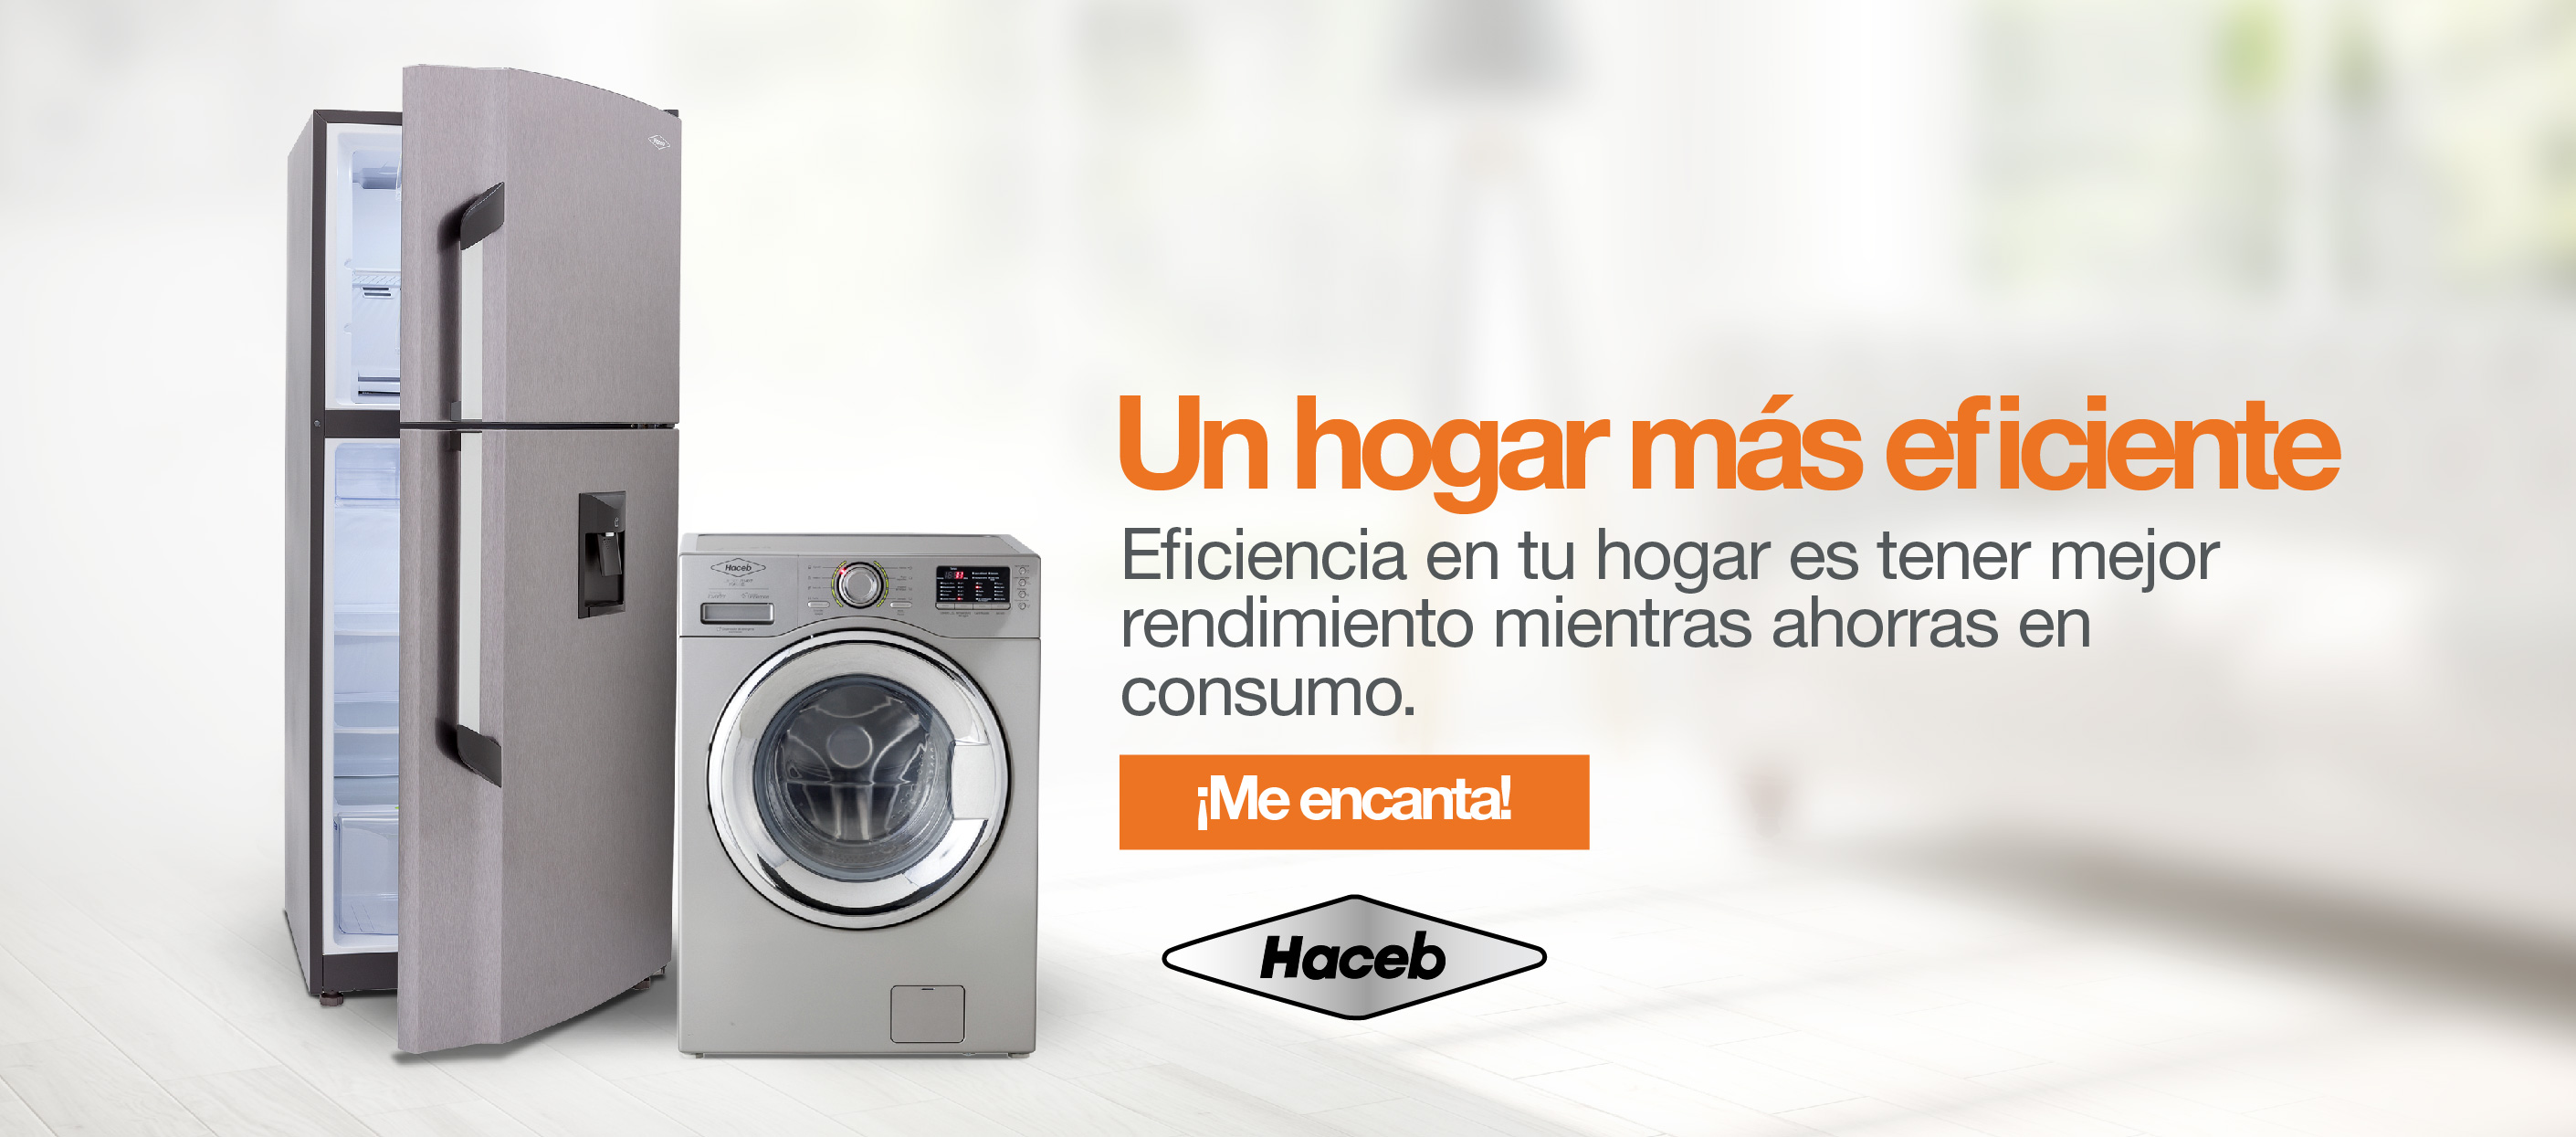 Un hogar más eficiente
Eficiencia en tu hogar es tener mejor
rendimiento mientras ahorras en
consumo.
¡Me encanta!
Haceb
Haceb